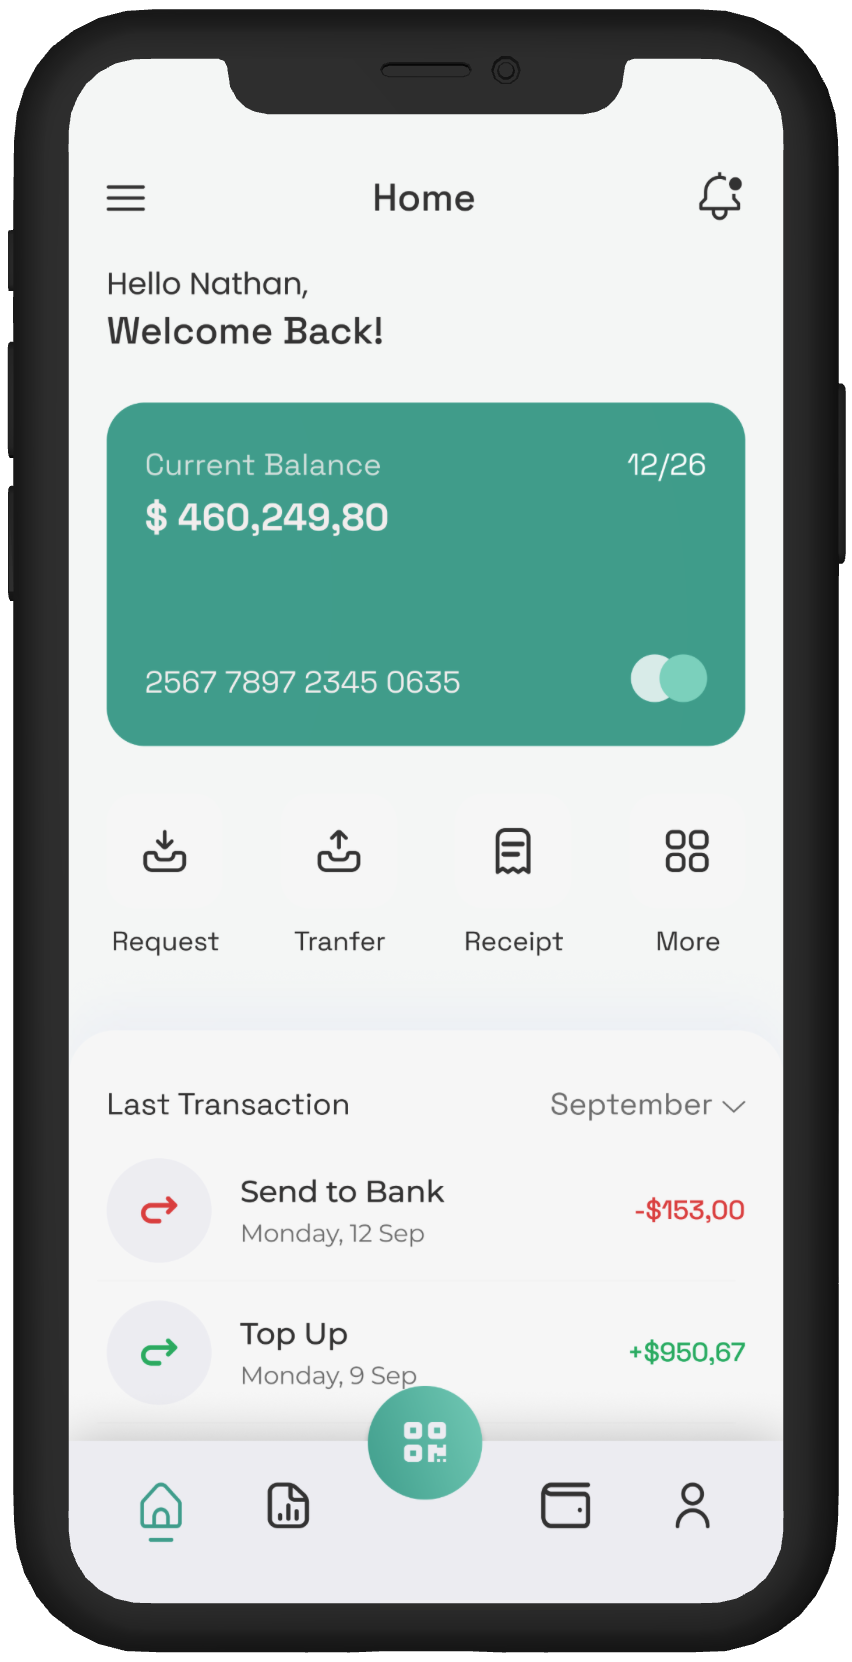 Home
Hello Nathan,
Welcome Back!
Current Balance
12/26
$ 460,249,80
2567 7897 2345 0635
Request
Tranfer
Receipt
More
Last Transaction
September
Send to Bank
-$153,00
Monday, 12 Sep
Top Up
+$950,67
Monday, 9 Sep